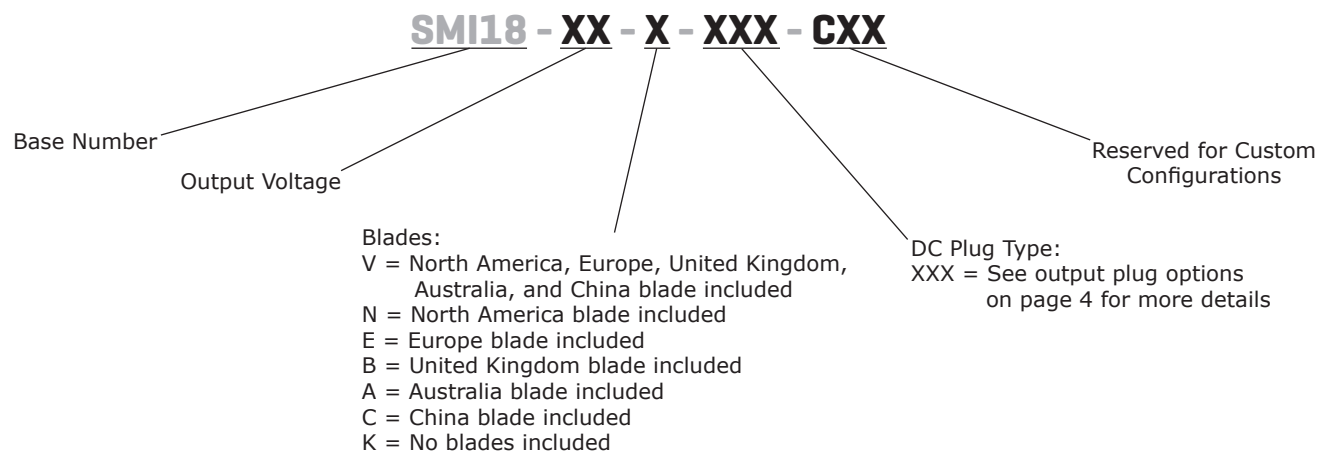 SMI18 - XX - X - XXX - CXX
Base Number
Output Voltage
Blades:
V = North America, Europe, United Kingdom,
Australia, and China blade included
N = North America blade included
E = Europe blade included
B = United Kingdom blade included
A = Australia blade included
C = China blade included
K = No blades included
DC Plug Type:
XXX = See output plug options
on page 4 for more details
Reserved for Custom
Configurations